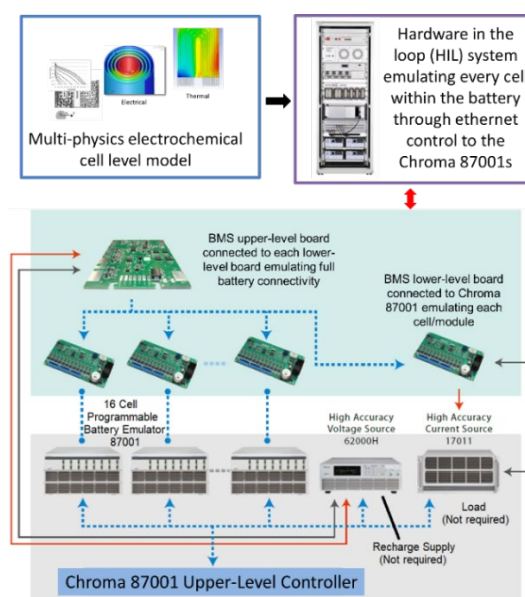 Electrical
Thermal
Multi-physics electrochemical
cell level model
Hardware in the
loop (HIL) system
emulating every cell
within the battery
through ethernet
control to the
Chroma 87001s
BMS upper-level board
connected to each lower-
level board emulating full
battery connectivity
BMS lower-level board
connected to Chroma
87001 emulating each
cell/module
16 Cell
Programmable
Battery Emulator
87001
High Accuracy
Voltage Source
62000H
High Accuracy
Current Source
17011
Load
(Not required)
Recharge Supply
(Not required)
Chroma 87001 Upper-Level Controller